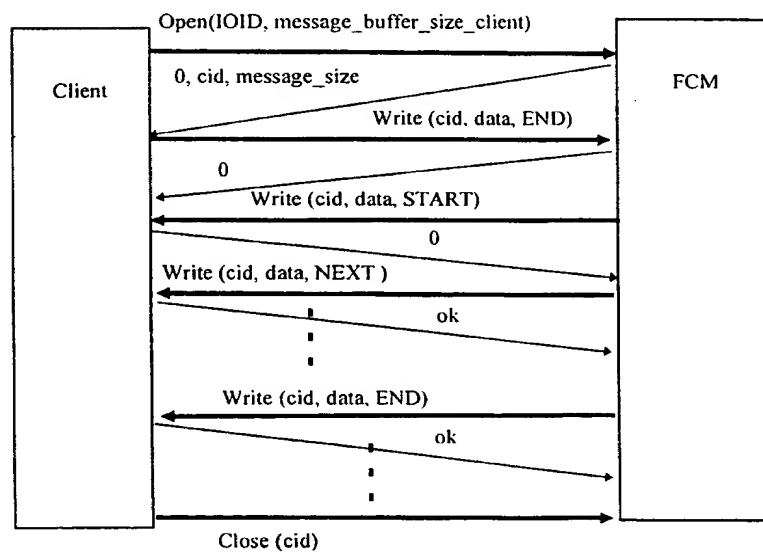 Open(IOID, message_buffer_size_client)
Client
0, cid, message_size
FCM
Write (cid, data, END)
0
Write (cid, data, START)
0
Write (cid, data, NEXT )
ok
Write (cid, data, END)
ok
Close (cid)